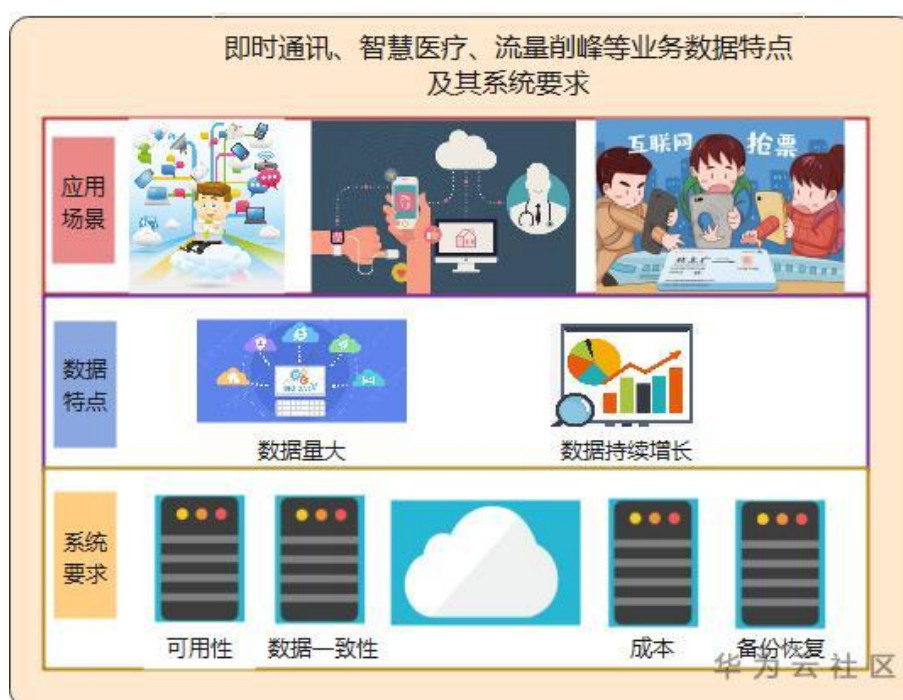 即时通讯、智慧医疗、流量削峰等业务数据特点
及其系统要求
应用
场景
互联网 抢票
数据
特点
数据量大
数据持续增长
系统
要求
可用性
数据一致性
成本
备份恢复
华为云社区